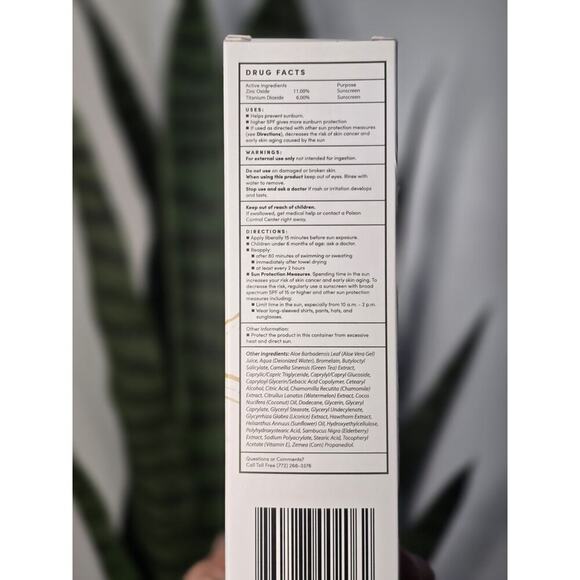 DRUG FACTS
Active Ingredients Purpose
Zinc Oxide 11.00% Sunscreen
Titanium Dioxide 6.00% Sunscreen
USES:
■ Helps prevent sunburn.
■ higher SPF gives more sunburn protection
■ If used as directed with other sun protection measures
(see Directions), decreases the risk of skin cancer and
early skin aging caused by the sun
WARNINGS:
For external use only not intended for ingestion.
Do not use on damaged or broken skin.
When using this product keep out of eyes. Rinse with
water to remove.
Stop use and ask a doctor if rash or irritation develops
and lasts.
Keep out of reach of children.
If swallowed, get medical help or contact a Poison
Control Center right away.
DIRECTIONS:
■ Apply liberally 15 minutes before sun exposure.
■ Children under 6 months of age: ask a doctor.
■ Reapply:
■ after 80 minutes of swimming or sweating
■ immediately after towel drying
■ at least every 2 hours
■ Sun Protection Measures. Spending time in the sun
increases your risk of skin cancer and early skin aging. To
decrease the risk, regularly use a sunscreen with broad
spectrum SPF of 15 or higher and other sun protection
measures including:
■ Limit time in the sun, especially from 10 a.m. - 2 p.m.
■ Wear long-sleeved shirts, pants, hats, and
sunglasses.
Other Information:
■ Protect the product in this container from excessive
heat and direct sun.
Other Ingredients: Aloe Barbadensis Leaf (Aloe Vera Gel)
Juice, Aqua (Deionized Water), Bromelain, Butyloctyl
Salicylate, Camellia Sinensis (Green Tea) Extract,
Caprylic/Capric Triglyceride, Caprylyl/Capryl Glucoside,
Capryloyl Glycerin/Sebacic Acid Copolymer, Cetearyl
Alcohol, Citric Acid, Chamomilla Recutita (Chamomile)
Extract, Citrullus Lanatus (Watermelon) Extract, Cocos
Nucifera (Coconut) Oil, Dodecane, Glycerin, Glyceryl
Caprylate, Glyceryl Stearate, Glyceryl Undecylenate,
Glycyrrhiza Glabra (Licorice) Extract, Hawthorn Extract,
Helianthus Annuus (Sunflower) Oil, Hydroxyethylcellulose,
Polyhydroxystearic Acid, Sambucus Nigra (Elderberry)
Extract, Sodium Polyacrylate, Stearic Acid, Tocopheryl
Acetate (Vitamin E), Zemea (Corn) Propanediol.
Questions or Comments?
Call Toll Free (772) 266-3376